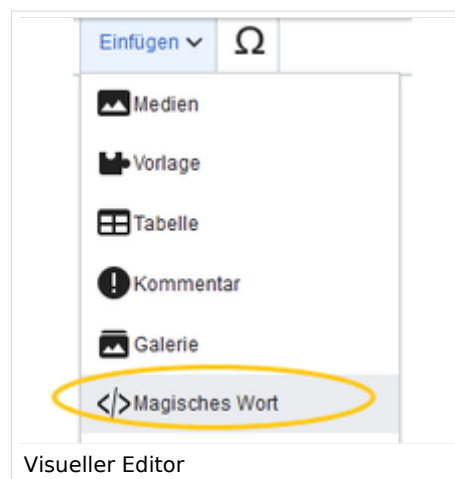 Einfügen Ω
Medien
Vorlage
Tabelle
Kommentar
Galerie
</>Magisches Wort
Visueller Editor